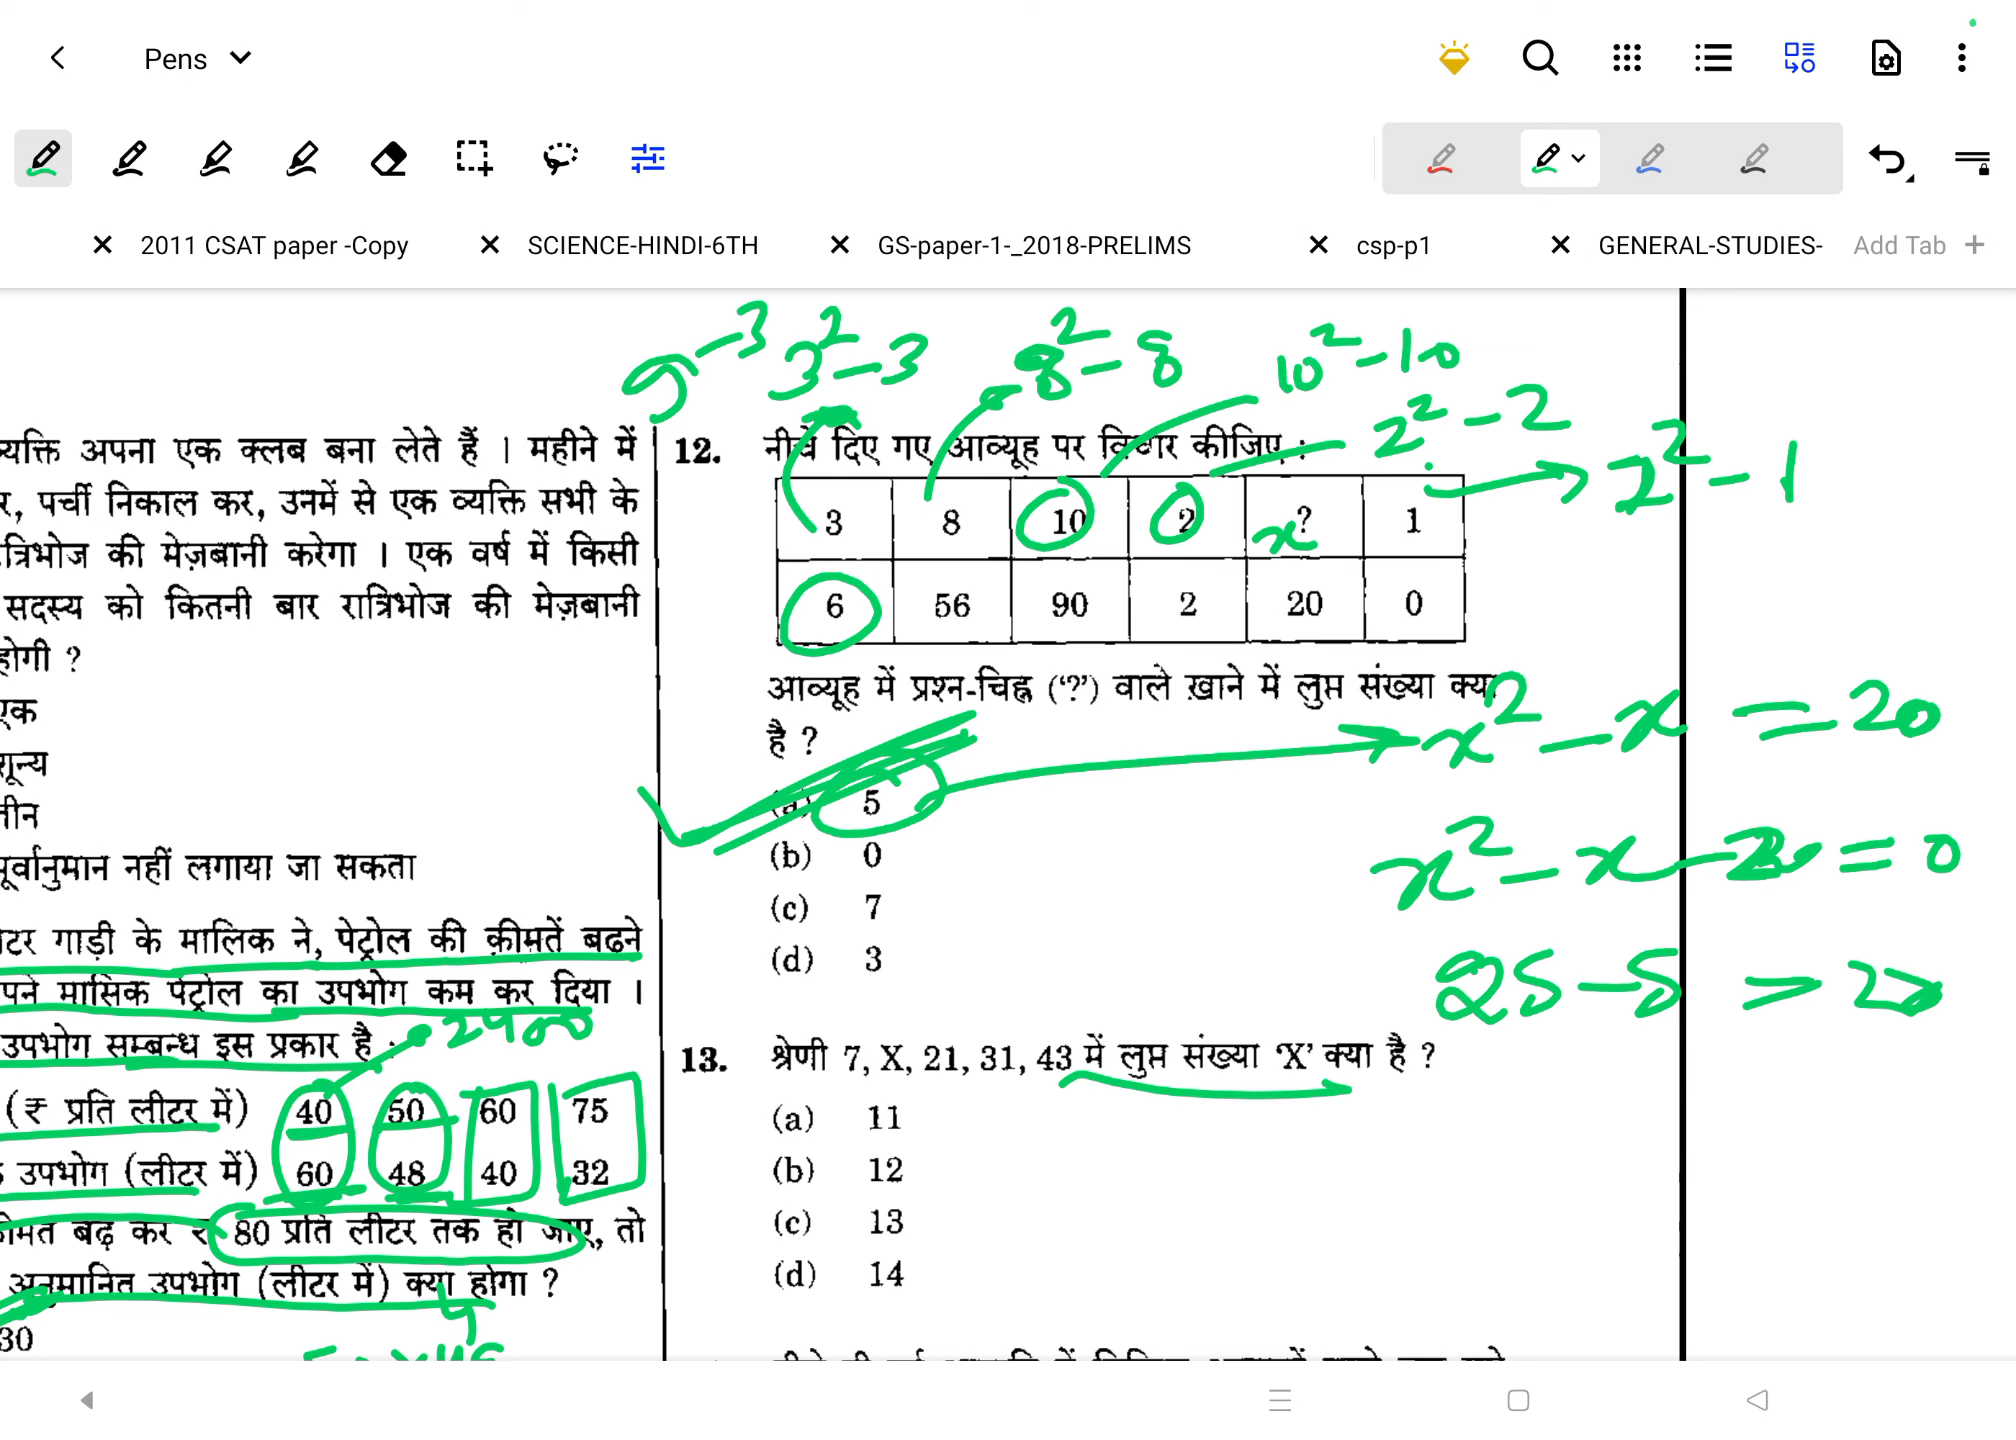 Pens
2011 CSAT paper -Copy
SCIENCE-HINDI-6TH
GS-paper-1-_2018-PRELIMS
csp-p1
GENERAL-STUDIES-
Add Tab +
व्यक्ति अपना एक क्लब बना लेते हैं । महीने में
र, पर्ची निकाल कर, उनमें से एक व्यक्ति सभी के
त्रिभोज की मेज़बानी करेगा । एक वर्ष में किसी
सदस्य को कितनी बार रात्रिभोज की मेज़बानी
होगी ?
एक
शून्य
तीन
पूर्वानुमान नहीं लगाया जा सकता
टर गाड़ी के मालिक ने, पेट्रोल की क़ीमतें बढने
पने मासिक पेट्रोल का उपभोग कम कर दिया ।
उपभोग सम्बन्ध इस प्रकार है :
2400
(₹ प्रति लीटर में) 40 50 60 75
उपभोग (लीटर में) 60 48 40 32
मत बढ़ कर ₹ 80 प्रति लीटर तक हो जाए, तो
अनुमानित उपभोग (लीटर में) क्या होगा ?
4
30
9-3 3²-3 8²-8 10²-10
2²-2
12. नीचे दिए गए आव्यूह पर विचार कीजिए :
3 8 10 2 ? 1
x
6 56 90 2 20 0
आव्यूह में प्रश्न-चिह्न ('?') वाले ख़ाने में लुप्त संख्या क्या
है ?
x² - x = 20
(a) 5
(b) 0
x² - x - 20 = 0
(c) 7
(d) 3
25 - 5 = 20
13. श्रेणी 7, X, 21, 31, 43 में लुप्त संख्या 'X' क्या है ?
(a) 11
(b) 12
(c) 13
(d) 14